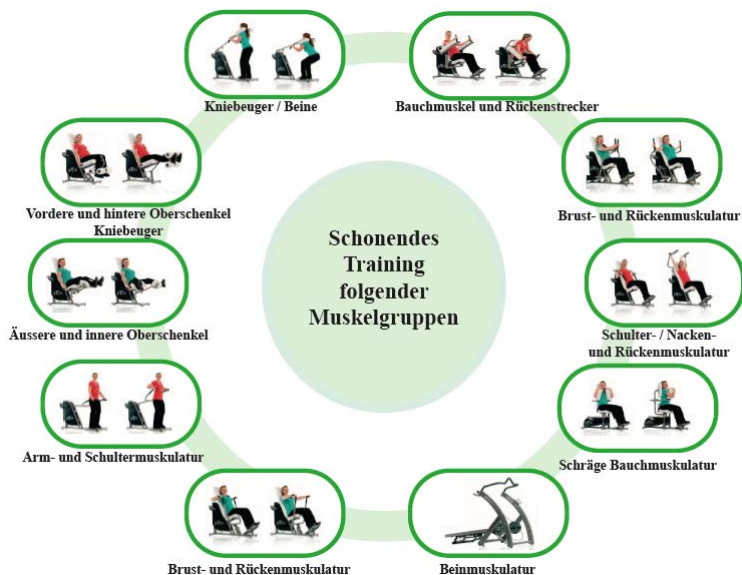 Kniebeuger / Beine
Bauchmuskel und Rückenstrecker
Vordere und hintere Oberschenkel
Kniebeuger
Brust- und Rückenmuskulatur
Schonendes
Training
folgender
Muskelgruppen
Äussere und innere Oberschenkel
Schulter- / Nacken-
und Rückenmuskulatur
Arm- und Schultermuskulatur
Schräge Bauchmuskulatur
Brust- und Rückenmuskulatur
Beinmuskulatur